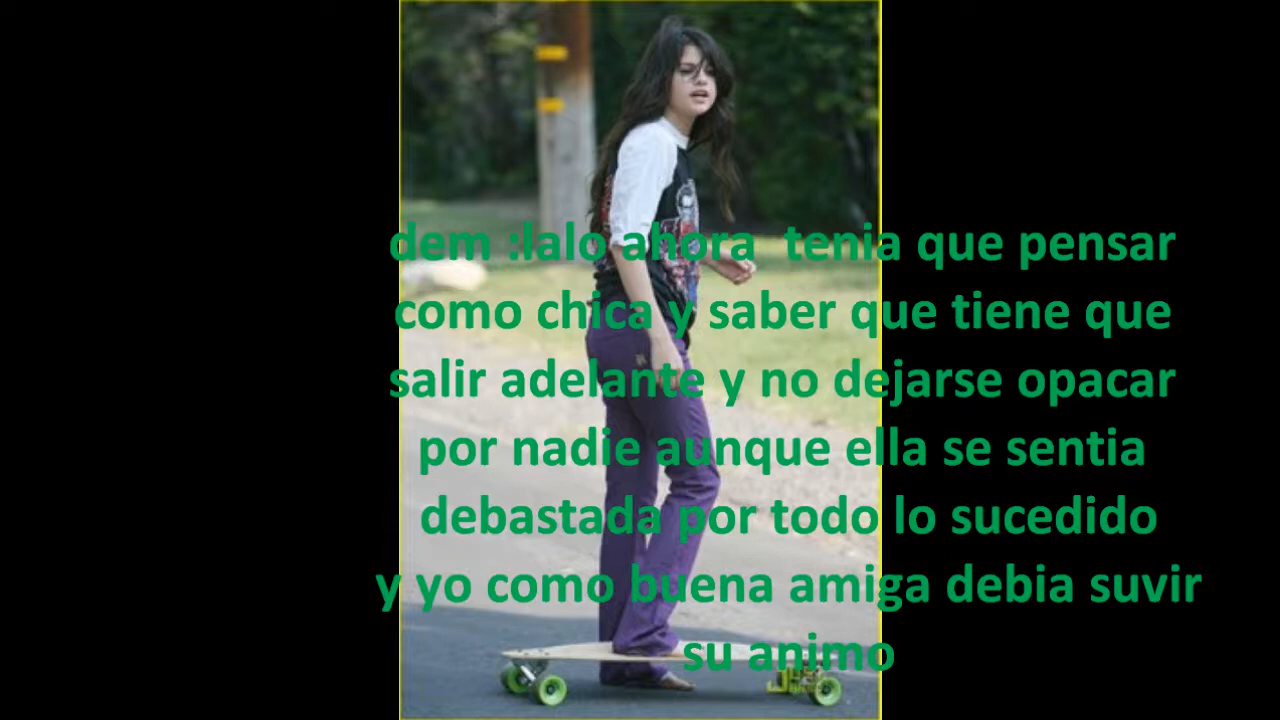 dem :lalo ahora  tenia que pensar
como chica y saber que tiene que
salir adelante y no dejarse opacar
por nadie aunque ella se sentia
debastada por todo lo sucedido
y yo como buena amiga debia suvir
su animo